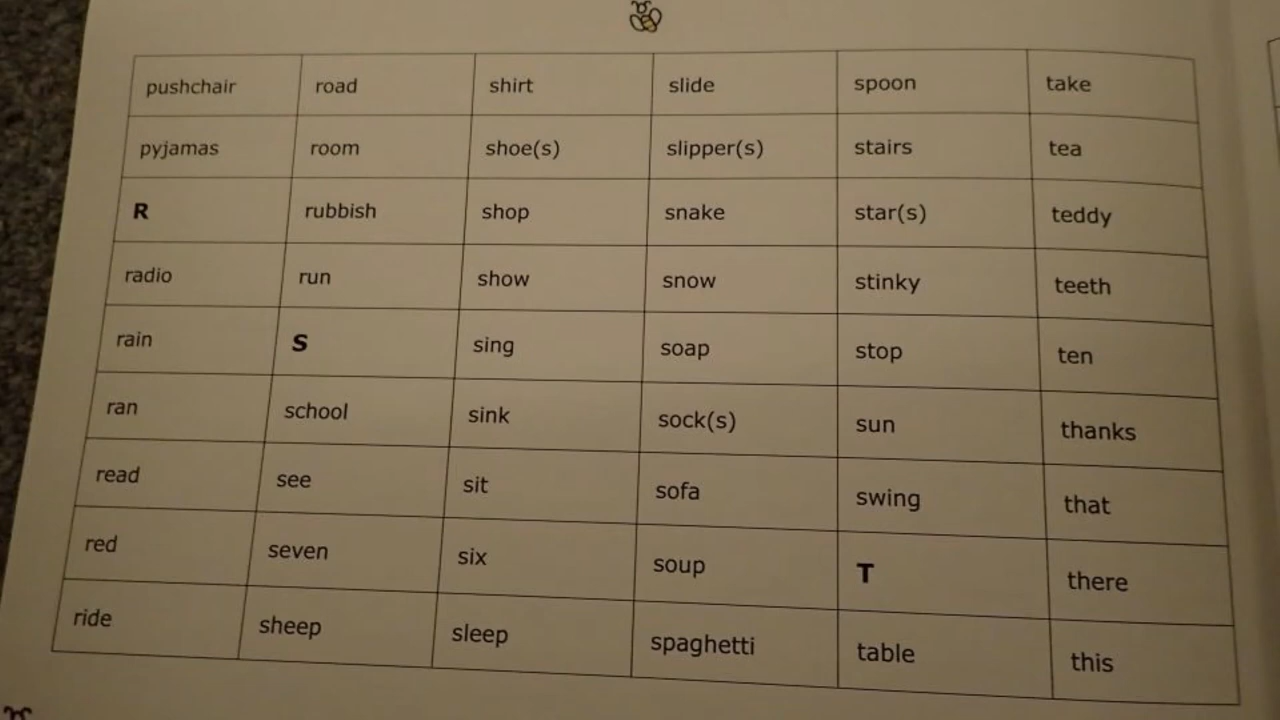 pushchair road shirt slide spoon take
pyjamas room shoe(s) slipper(s) stairs tea
R rubbish shop snake star(s) teddy
radio run show snow stinky teeth
rain S sing soap stop ten
ran school sink sock(s) sun thanks
read see sit sofa swing that
red seven six soup T there
ride sheep sleep spaghetti table this